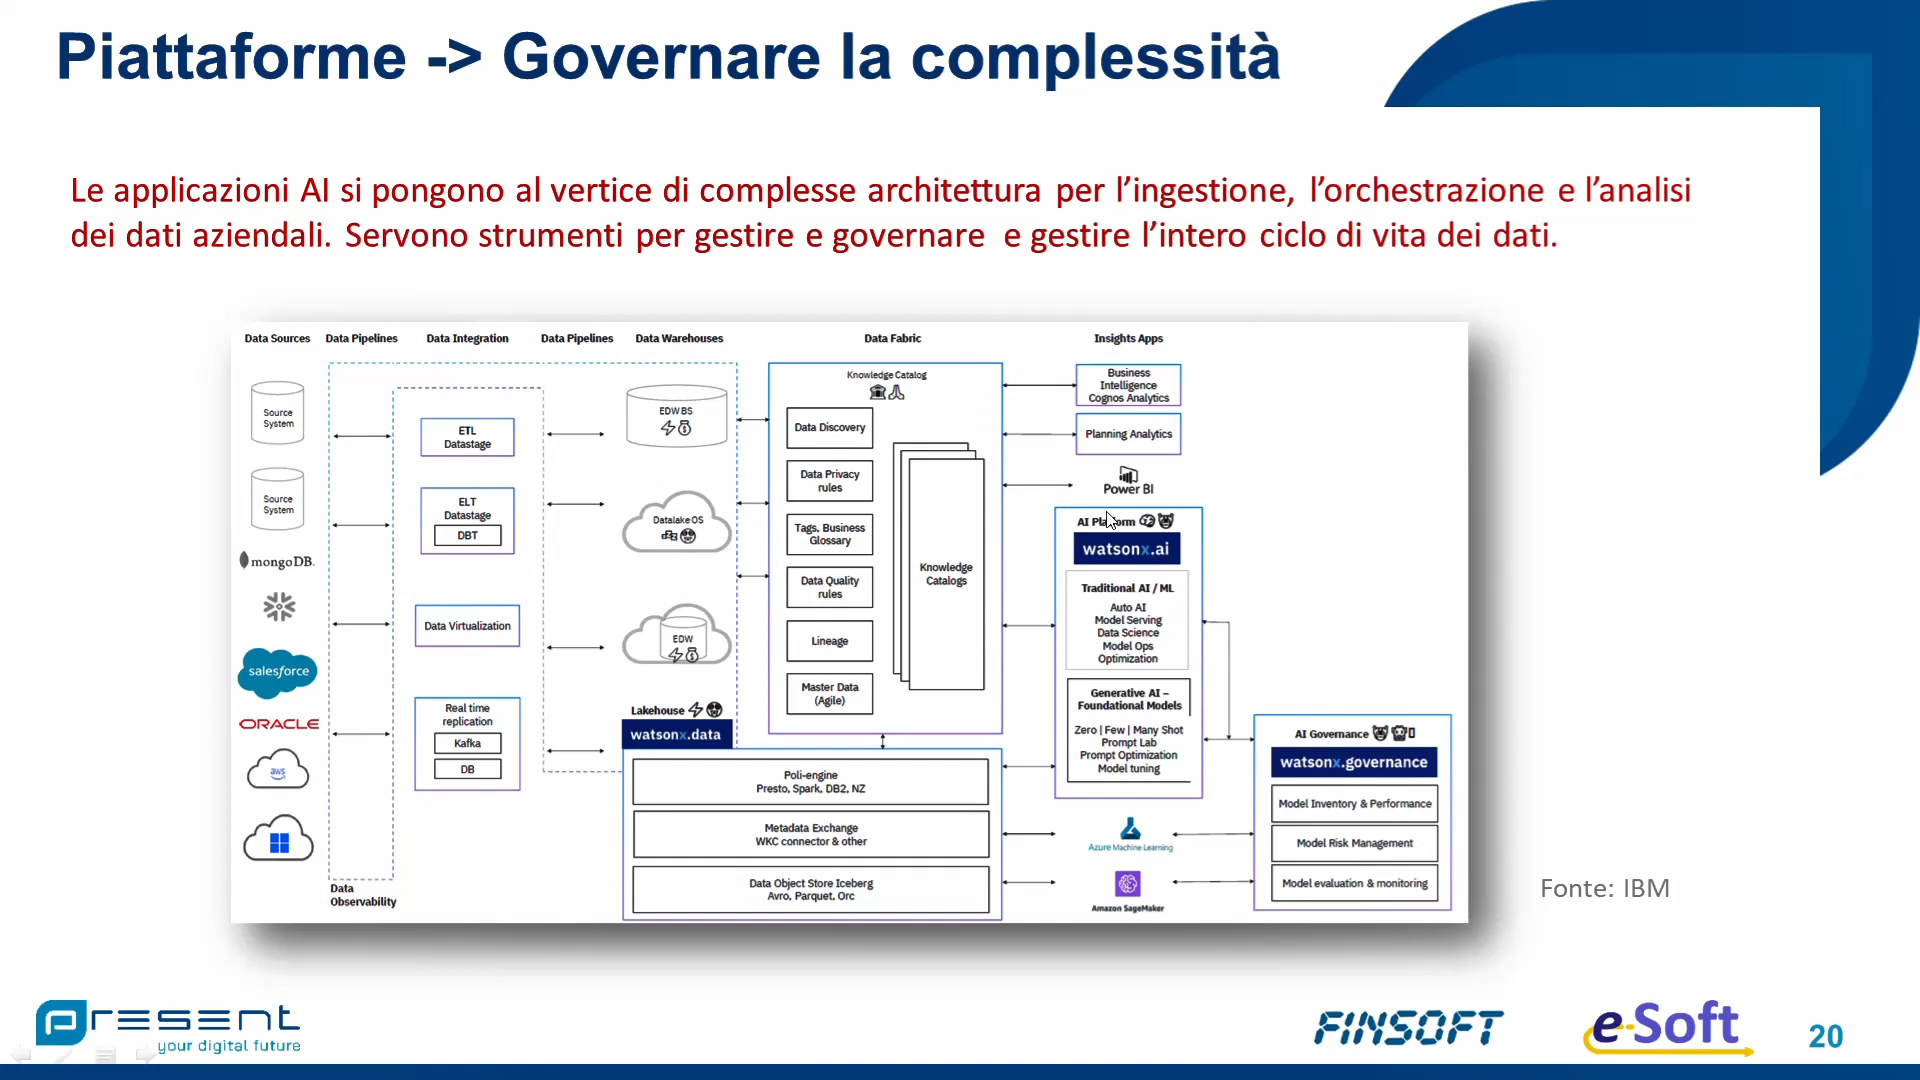 Piattaforme -> Governare la complessità
Le applicazioni AI si pongono al vertice di complesse architettura per l’ingestione, l’orchestrazione e l’analisi
dei dati aziendali. Servono strumenti per gestire e governare  e gestire l’intero ciclo di vita dei dati.
Data Sources
Data Pipelines
Data Integration
Data Pipelines
Data Warehouses
Data Fabric
Insights Apps
Source
System
Source
System
mongoDB.
salesforce
ORACLE
aws
Data
Observability
ETL
Datastage
ELT
Datastage
DBT
Data Virtualization
Real time
replication
Kafka
DB
EDW BS
Datalake OS
EDW
Lakehouse
watsonx.data
Poli-engine
Presto, Spark, DB2, NZ
Metadata Exchange
WKC connector & other
Data Object Store Iceberg
Avro, Parquet, Orc
Knowledge Catalog
Data Discovery
Data Privacy
rules
Tags, Business
Glossary
Data Quality
rules
Lineage
Master Data
(Agile)
Knowledge
Catalogs
Business
Intelligence
Cognos Analytics
Planning Analytics
Power BI
AI Platform
watsonx.ai
Traditional AI / ML
Auto AI
Model Serving
Data Science
Model Ops
Optimization
Generative AI –
Foundational Models
Zero | Few | Many Shot
Prompt Lab
Prompt Optimization
Model tuning
Azure Machine Learning
Amazon SageMaker
AI Governance
watsonx.governance
Model Inventory & Performance
Model Risk Management
Model evaluation & monitoring
Fonte: IBM
Present
your digital future
FINSOFT
e-Soft
20